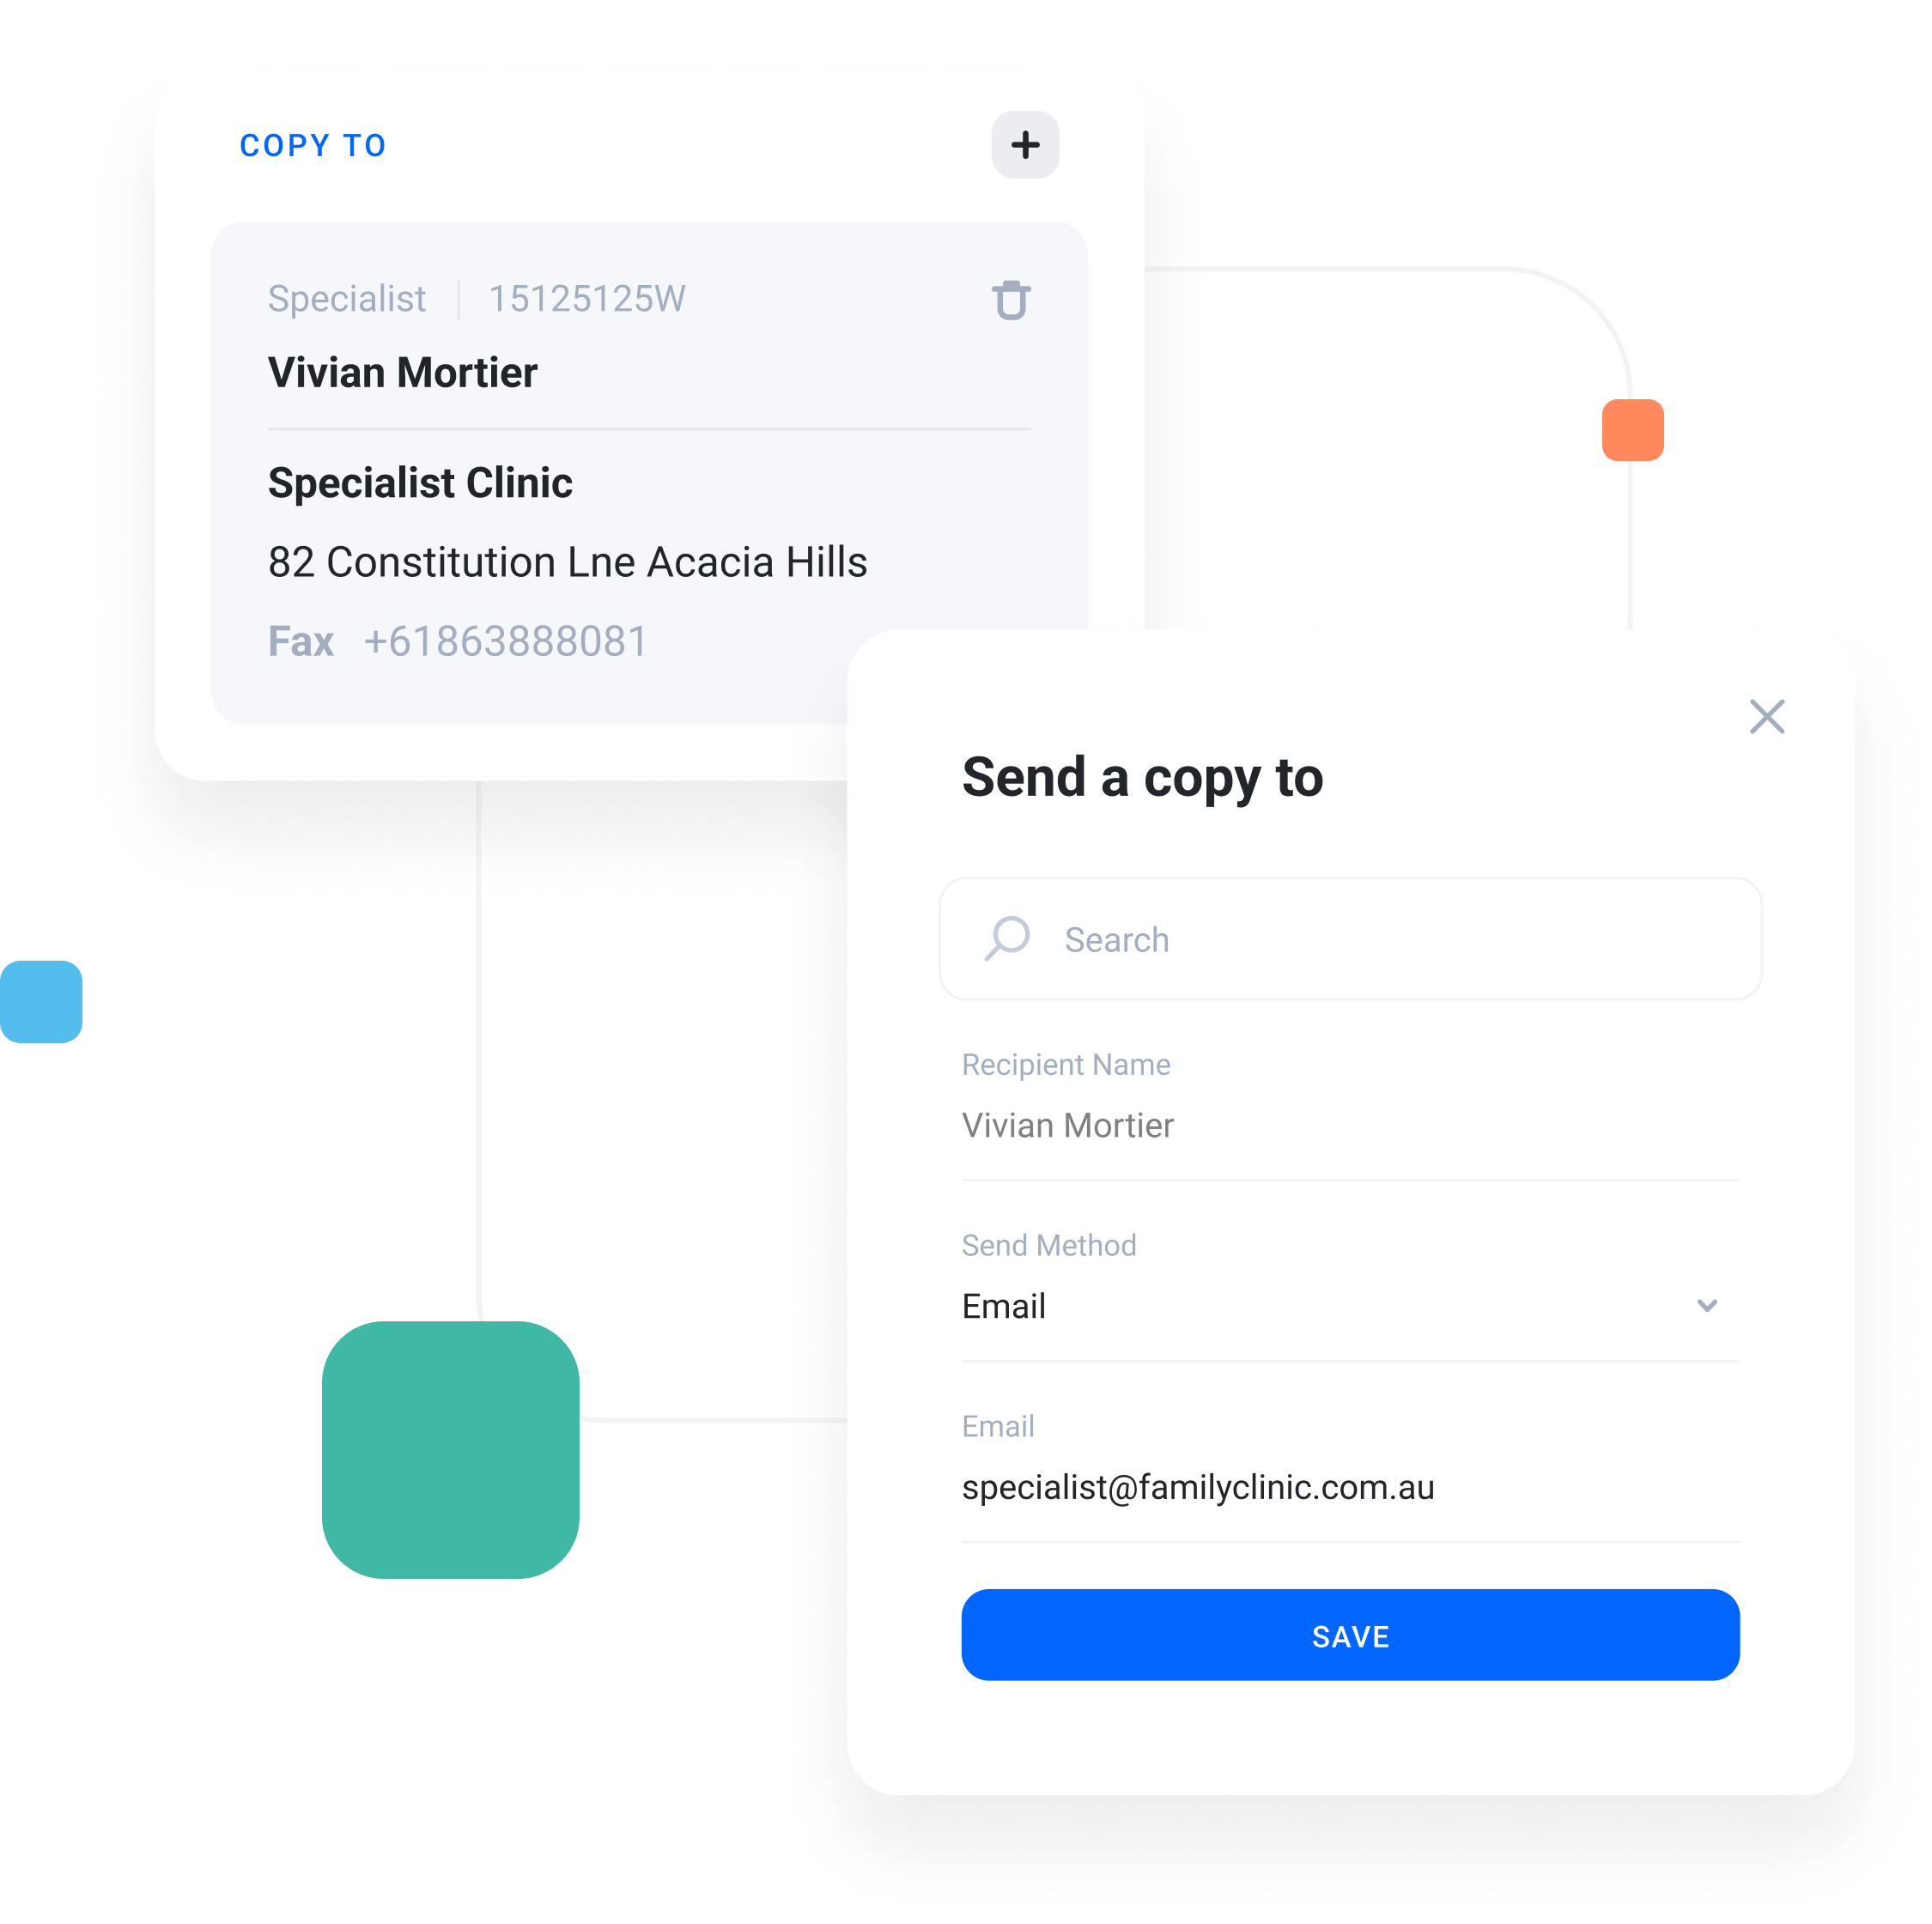 COPY TO
Specialist 15125125W
Vivian Mortier
Specialist Clinic
82 Constitution Lne Acacia Hills
Fax +61863888081
Send a copy to
Search
Recipient Name
Vivian Mortier
Send Method
Email
Email
specialist@familyclinic.com.au
SAVE